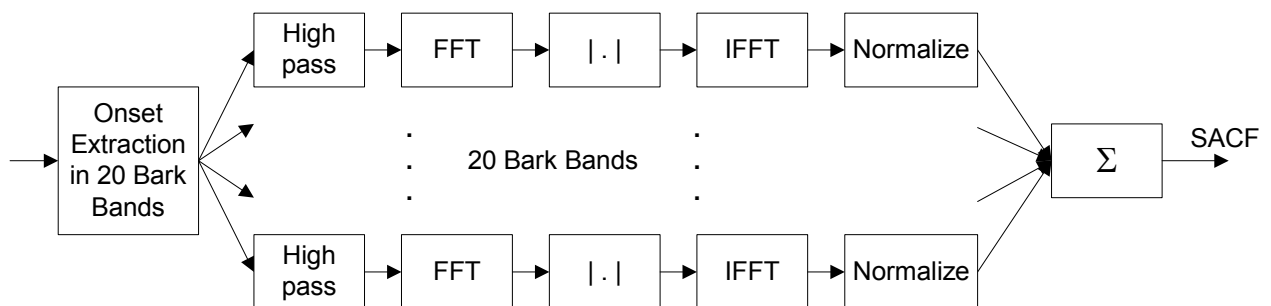 High
pass
FFT
| . |
IFFT
Normalize
Onset
Extraction
in 20 Bark
Bands
.
.
.
20 Bark Bands
.
.
.
Σ
SACF
High
pass
FFT
| . |
IFFT
Normalize